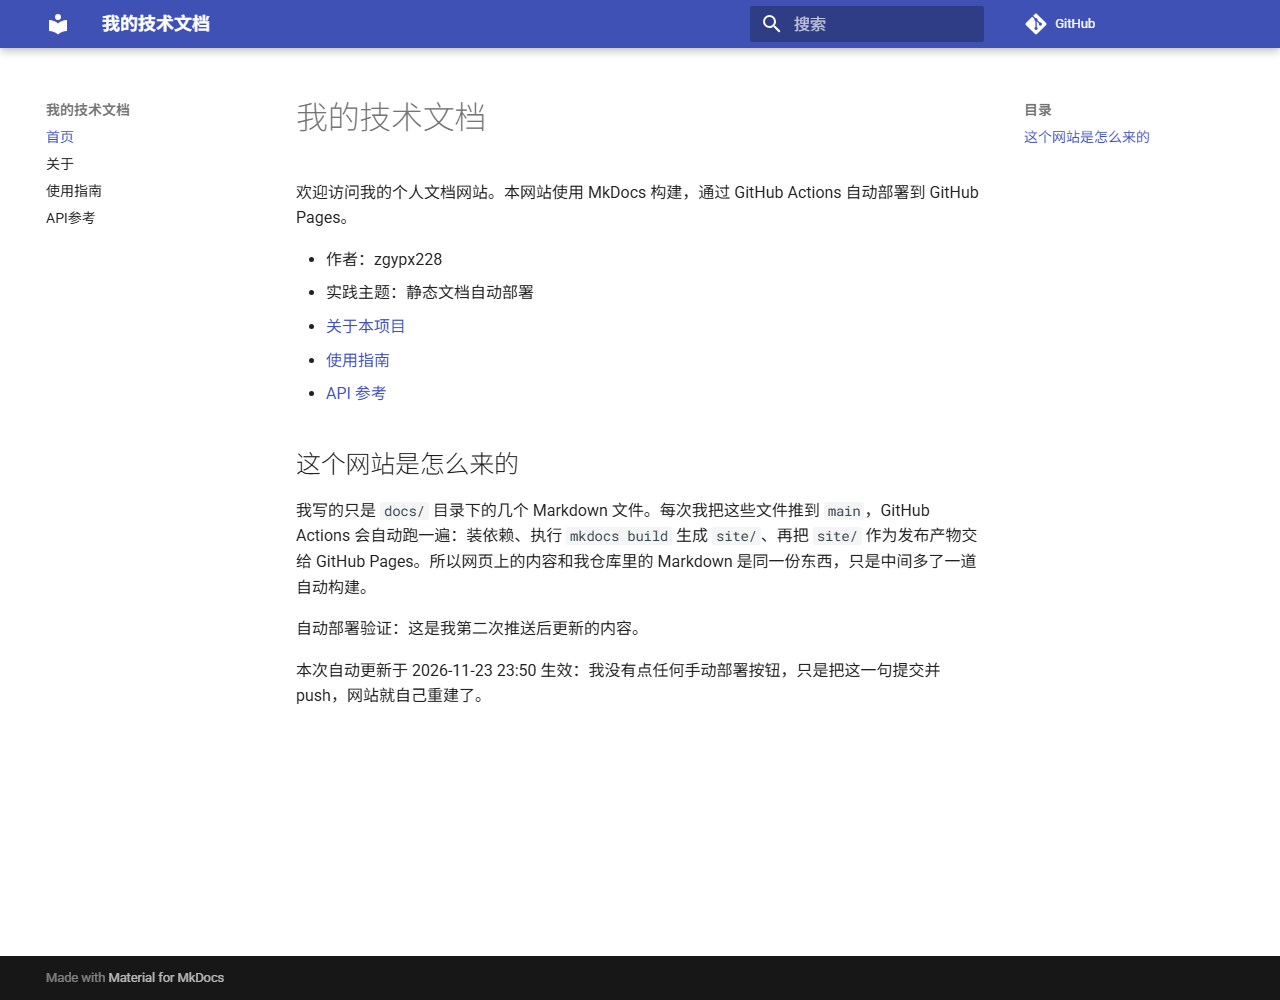 我的技术文档
搜索
GitHub
我的技术文档
首页
关于
使用指南
API参考
我的技术文档
欢迎访问我的个人文档网站。本网站使用 MkDocs 构建，通过 GitHub Actions 自动部署到 GitHub
Pages。
作者：zgypx228
实践主题：静态文档自动部署
关于本项目
使用指南
API 参考
这个网站是怎么来的
我写的只是 docs/ 目录下的几个 Markdown 文件。每次我把这些文件推到 main，GitHub
Actions 会自动跑一遍：装依赖、执行 mkdocs build 生成 site/、再把 site/ 作为发布产物交
给 GitHub Pages。所以网页上的内容和我仓库里的 Markdown 是同一份东西，只是中间多了一道
自动构建。
自动部署验证：这是我第二次推送后更新的内容。
本次自动更新于 2026-11-23 23:50 生效：我没有点任何手动部署按钮，只是把这一句提交并
push，网站就自己重建了。
目录
这个网站是怎么来的
Made with Material for MkDocs